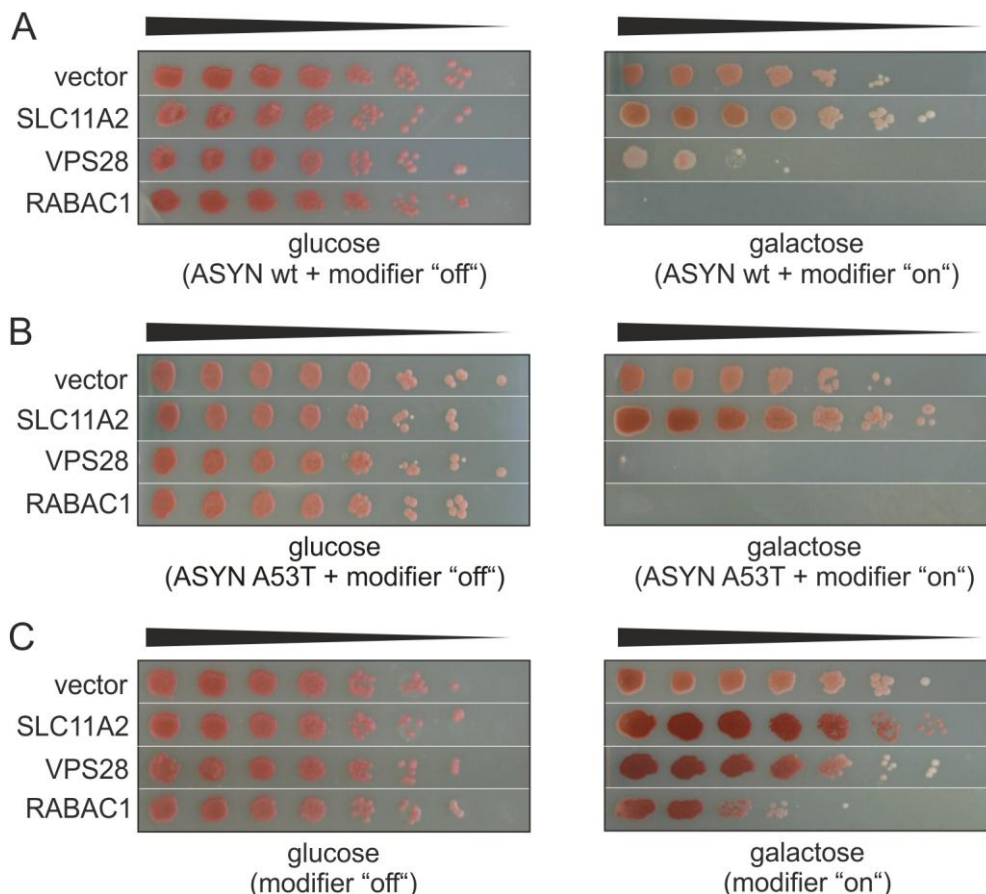 A
vector
SLC11A2
VPS28
RABAC1
glucose
(ASYN wt + modifier “off“)
galactose
(ASYN wt + modifier “on“)
B
vector
SLC11A2
VPS28
RABAC1
glucose
(ASYN A53T + modifier “off“)
galactose
(ASYN A53T + modifier “on“)
C
vector
SLC11A2
VPS28
RABAC1
glucose
(modifier “off“)
galactose
(modifier “on“)